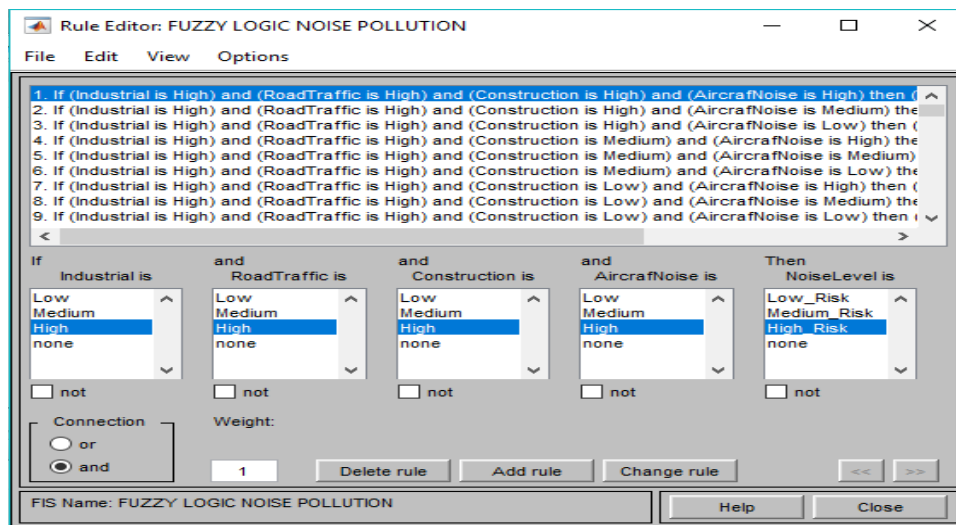 Rule Editor: FUZZY LOGIC NOISE POLLUTION
File Edit View Options
1. If (Industrial is High) and (RoadTraffic is High) and (Construction is High) and (AircrafNoise is High) then (
2. If (Industrial is High) and (RoadTraffic is High) and (Construction is High) and (AircrafNoise is Medium) the
3. If (Industrial is High) and (RoadTraffic is High) and (Construction is High) and (AircrafNoise is Low) then (
4. If (Industrial is High) and (RoadTraffic is High) and (Construction is Medium) and (AircrafNoise is High) the
5. If (Industrial is High) and (RoadTraffic is High) and (Construction is Medium) and (AircrafNoise is Medium)
6. If (Industrial is High) and (RoadTraffic is High) and (Construction is Medium) and (AircrafNoise is Low) the
7. If (Industrial is High) and (RoadTraffic is High) and (Construction is Low) and (AircrafNoise is High) then (
8. If (Industrial is High) and (RoadTraffic is High) and (Construction is Low) and (AircrafNoise is Medium) the
9. If (Industrial is High) and (RoadTraffic is High) and (Construction is Low) and (AircrafNoise is Low) then (
If
Industrial is
Low
Medium
High
none
not
and
RoadTraffic is
Low
Medium
High
none
not
and
Construction is
Low
Medium
High
none
not
and
AircrafNoise is
Low
Medium
High
none
not
Then
NoiseLevel is
Low_Risk
Medium_Risk
High_Risk
none
not
Connection
or
and
Weight:
1
Delete rule
Add rule
Change rule
<<
>>
FIS Name: FUZZY LOGIC NOISE POLLUTION
Help
Close